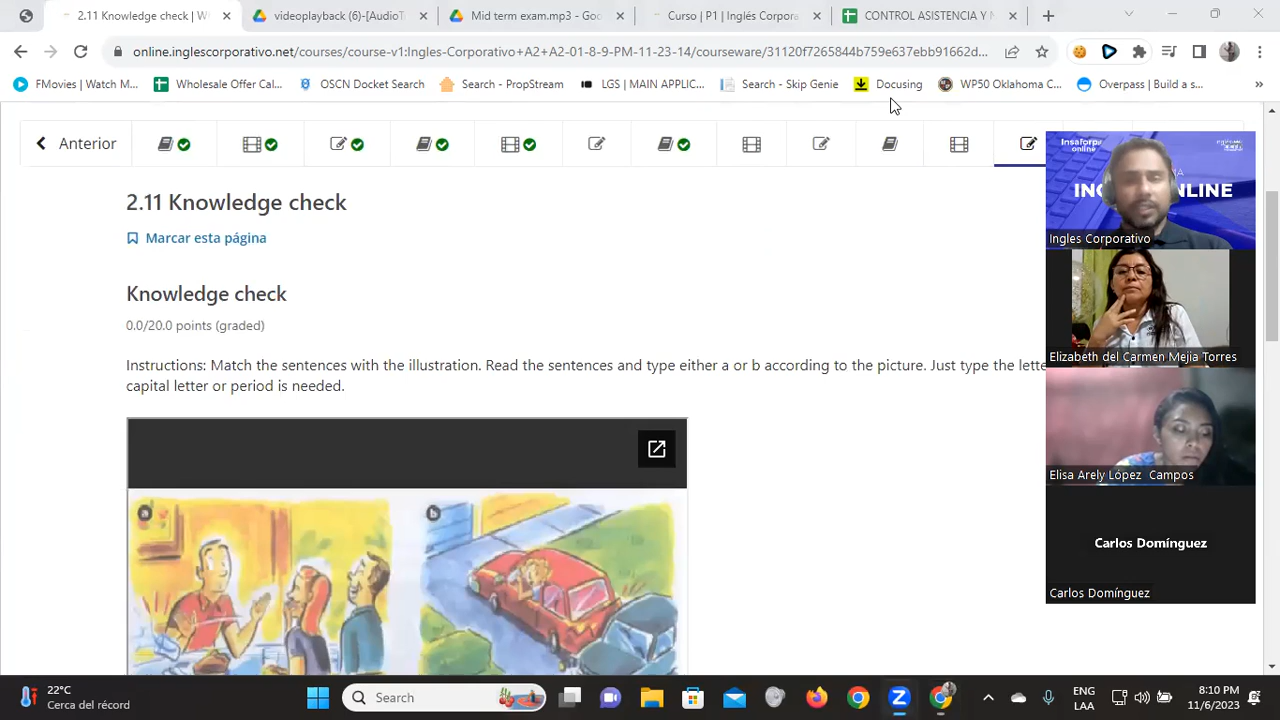 2.11 Knowledge check | W
videoplayback (6)-[AudioT
Mid term exam.mp3 - Goo
Curso | P1 | Inglés Corpora
CONTROL ASISTENCIA Y N
online.inglescorporativo.net/courses/course-v1:Ingles-Corporativo+A2+A2-01-8-9-PM-11-23-14/courseware/31120f7265844b759e637ebb91662d...
FMovies | Watch M...
Wholesale Offer Cal...
OSCN Docket Search
Search - PropStream
LGS | MAIN APPLIC...
Search - Skip Genie
Docusing
WP50 Oklahoma C...
Overpass | Build a s...
Anterior
2.11 Knowledge check
Marcar esta página
Knowledge check
0.0/20.0 points (graded)
Instructions: Match the sentences with the illustration. Read the sentences and type either a or b according to the picture. Just type the lette
capital letter or period is needed.
a
b
Insaforp
online
ONLINE
Ingles Corporativo
Elizabeth del Carmen Mejia Torres
Elisa Arely López Campos
Carlos Domínguez
Carlos Domínguez
22°C
Cerca del récord
Search
ENG
LAA
8:10 PM
11/6/2023